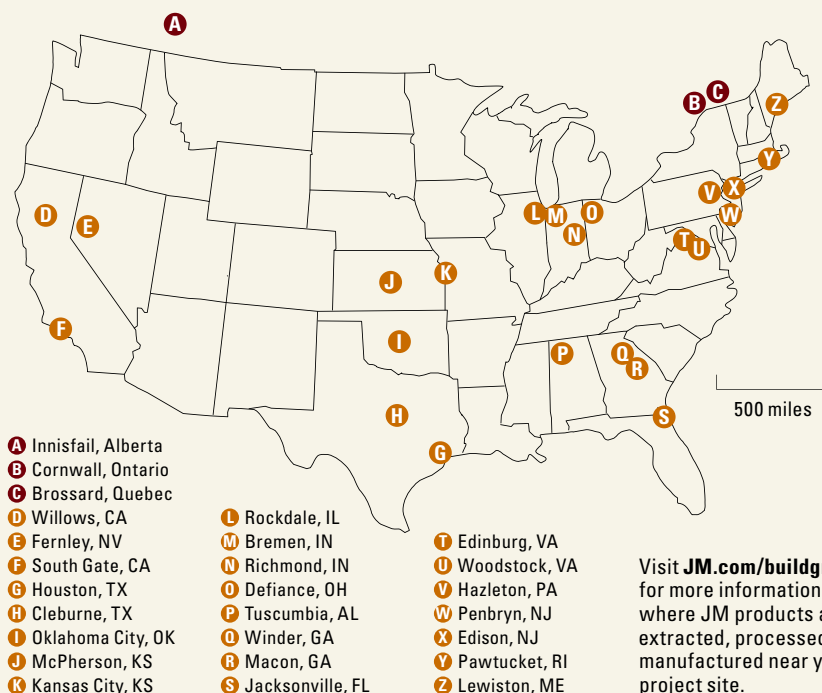 A
B
C
D
E
F
G
H
I
J
K
L
M
N
O
P
Q
R
S
T
U
V
W
X
Y
Z
500 miles
A Innisfail, Alberta
B Cornwall, Ontario
C Brossard, Quebec
D Willows, CA
E Fernley, NV
F South Gate, CA
G Houston, TX
H Cleburne, TX
I Oklahoma City, OK
J McPherson, KS
K Kansas City, KS
L Rockdale, IL
M Bremen, IN
N Richmond, IN
O Defiance, OH
P Tuscumbia, AL
Q Winder, GA
R Macon, GA
S Jacksonville, FL
T Edinburg, VA
U Woodstock, VA
V Hazleton, PA
W Penbryn, NJ
X Edison, NJ
Y Pawtucket, RI
Z Lewiston, ME
Visit JM.com/buildg
for more information
where JM products a
extracted, processed
manufactured near y
project site.